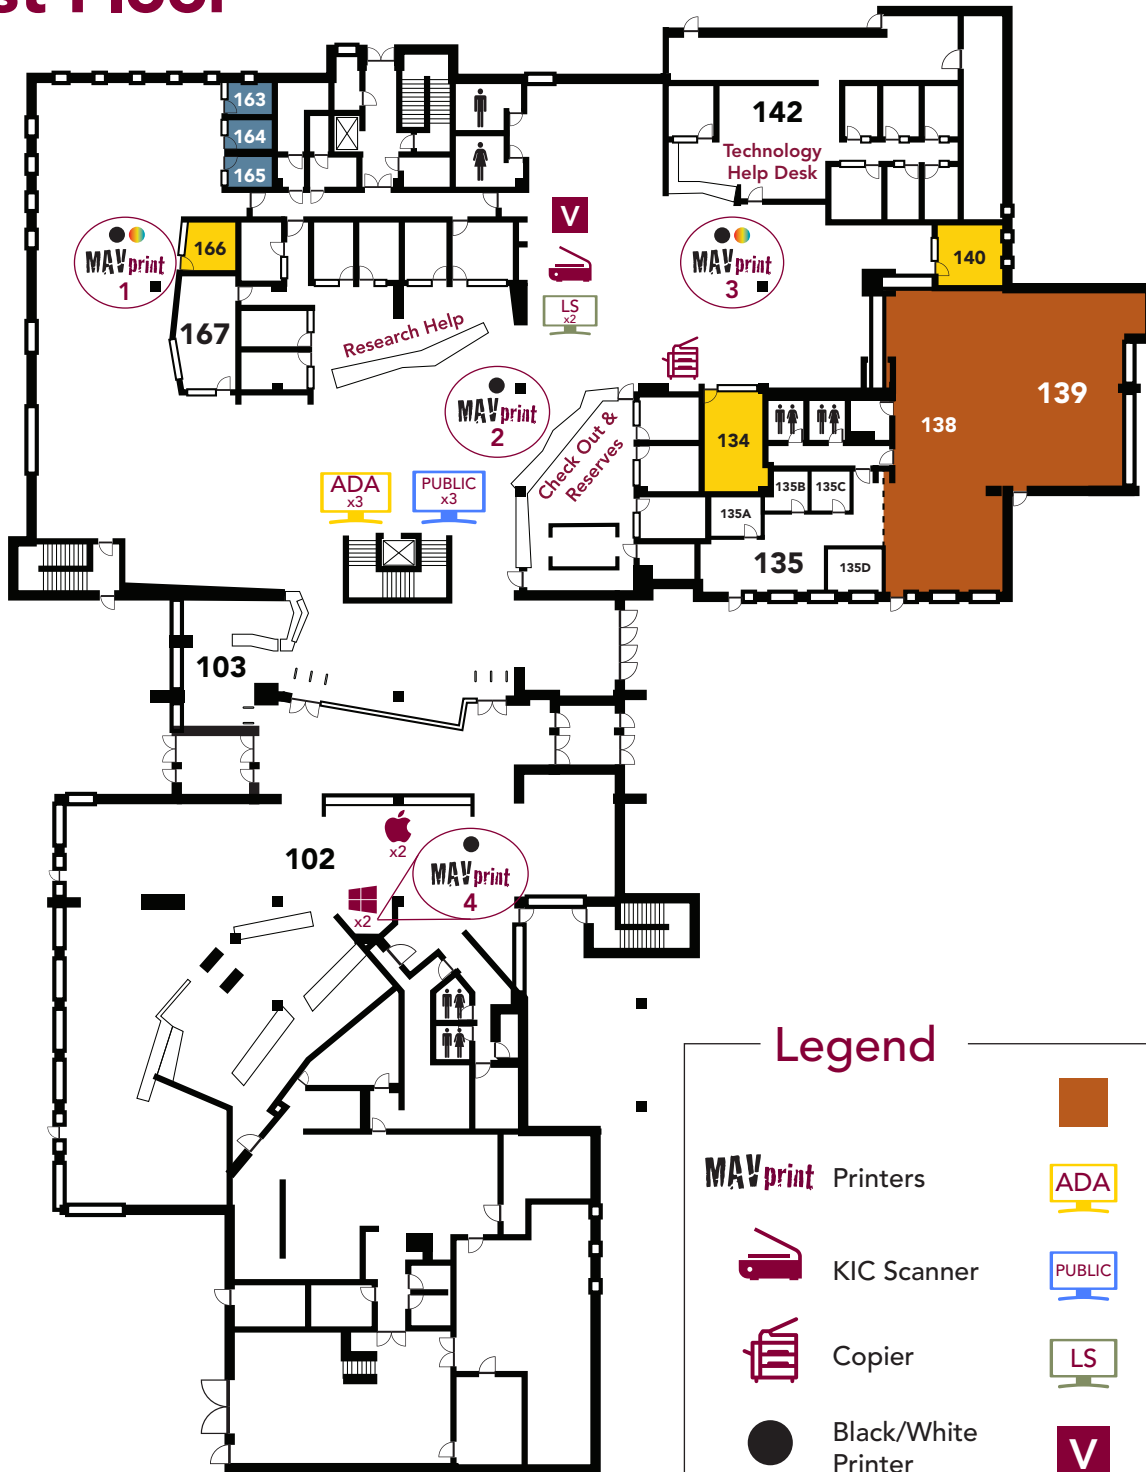 163
164
165
142
Technology
Help Desk
V
166
MAVprint
1
LS
x2
MAVprint
3
140
167
Research Help
139
138
MAVprint
2
Check Out &
Reserves
134
135B
135C
ADA
x3
PUBLIC
x3
135A
135
135D
103
x2
102
MAVprint
4
x2
Legend
MAVprint
Printers
ADA
KIC Scanner
PUBLIC
Copier
LS
Black/White
Printer
V